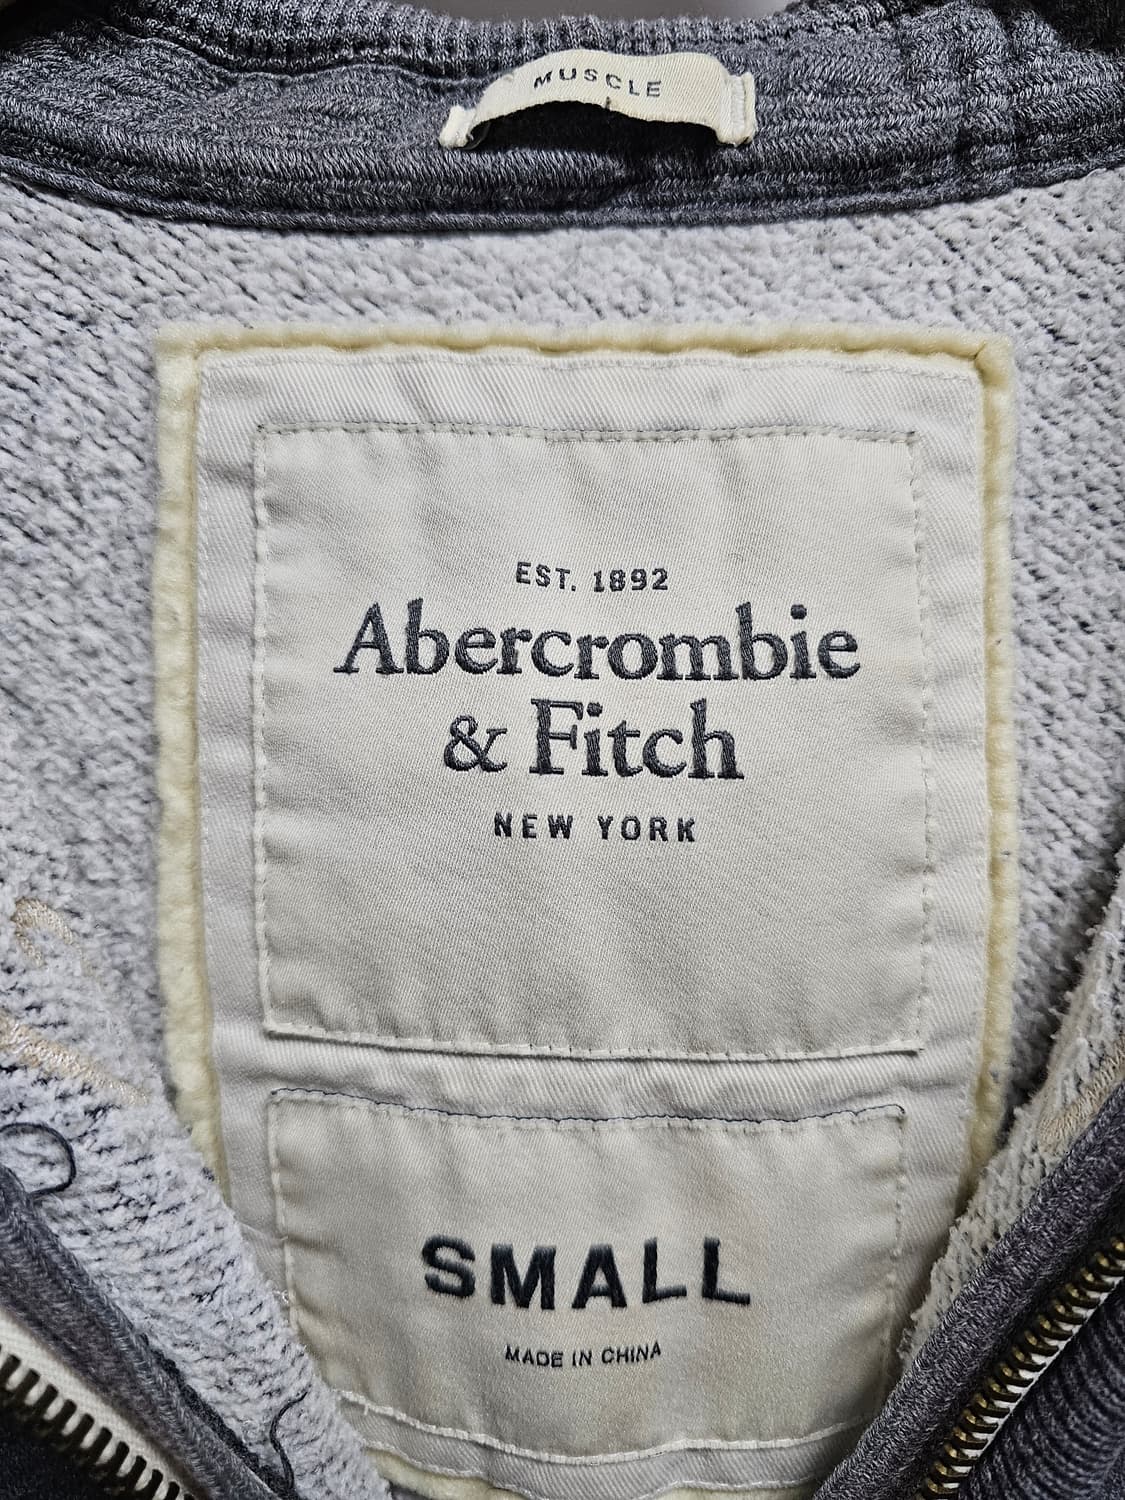 MUSCLE
EST. 1892
Abercrombie
& Fitch
NEW YORK
SMALL
MADE IN CHINA